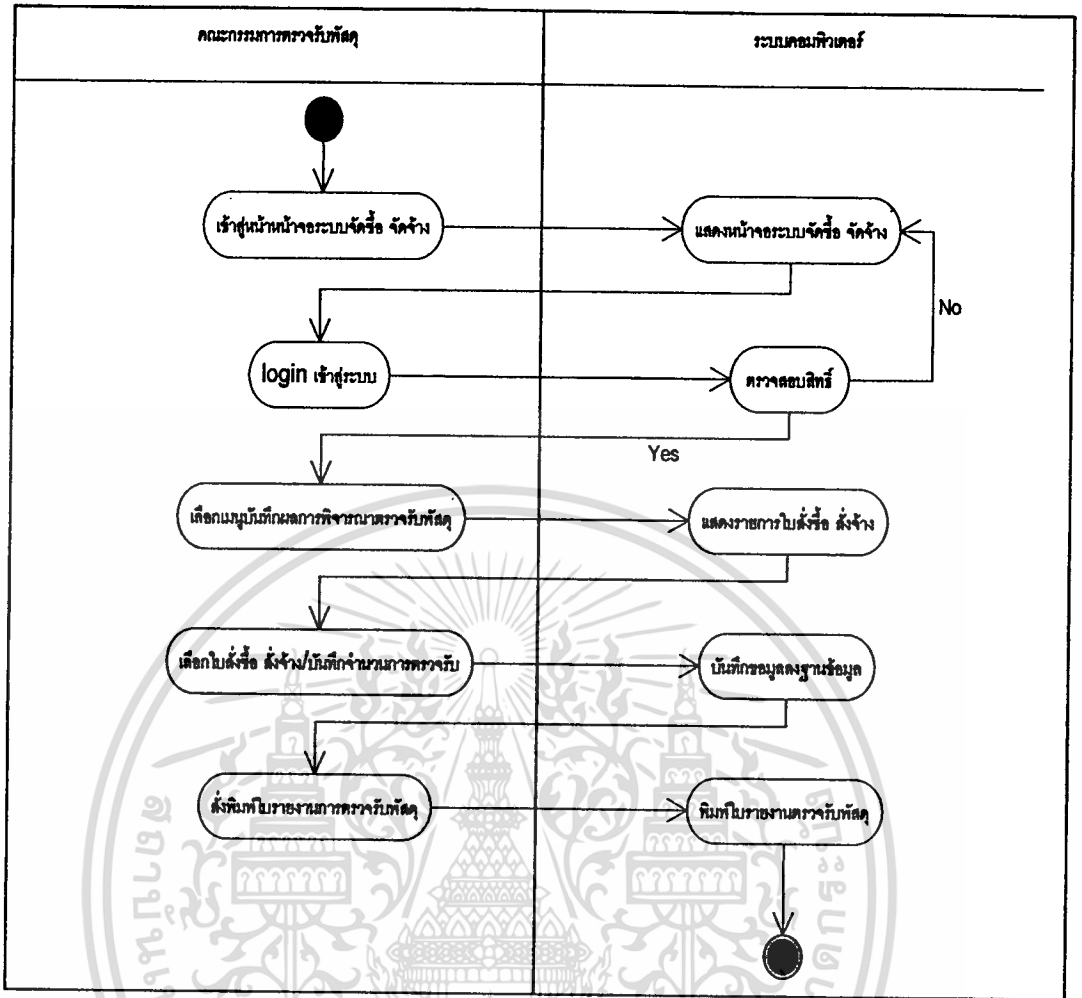 คณะกรรมการตรวจรับพัสดุ
ระบบคอมพิวเตอร์
เข้าสู่หน้าหน้าจอระบบจัดซื้อ จัดจ้าง
แสดงหน้าจอระบบจัดซื้อ จัดจ้าง
No
login เข้าสู่ระบบ
ตรวจสอบสิทธิ์
Yes
เลือกเมนูบันทึกผลการพิจารณาตรวจรับพัสดุ
แสดงรายการใบสั่งซื้อ สั่งจ้าง
เลือกใบสั่งซื้อ สั่งจ้าง/บันทึกจำนวนการตรวจรับ
บันทึกขอมูลลงฐานข้อมูล
สั่งพิมพ์ใบรายงานการตรวจรับพัสดุ
พิมพ์ใบรายงานตรวจรับพัสดุ